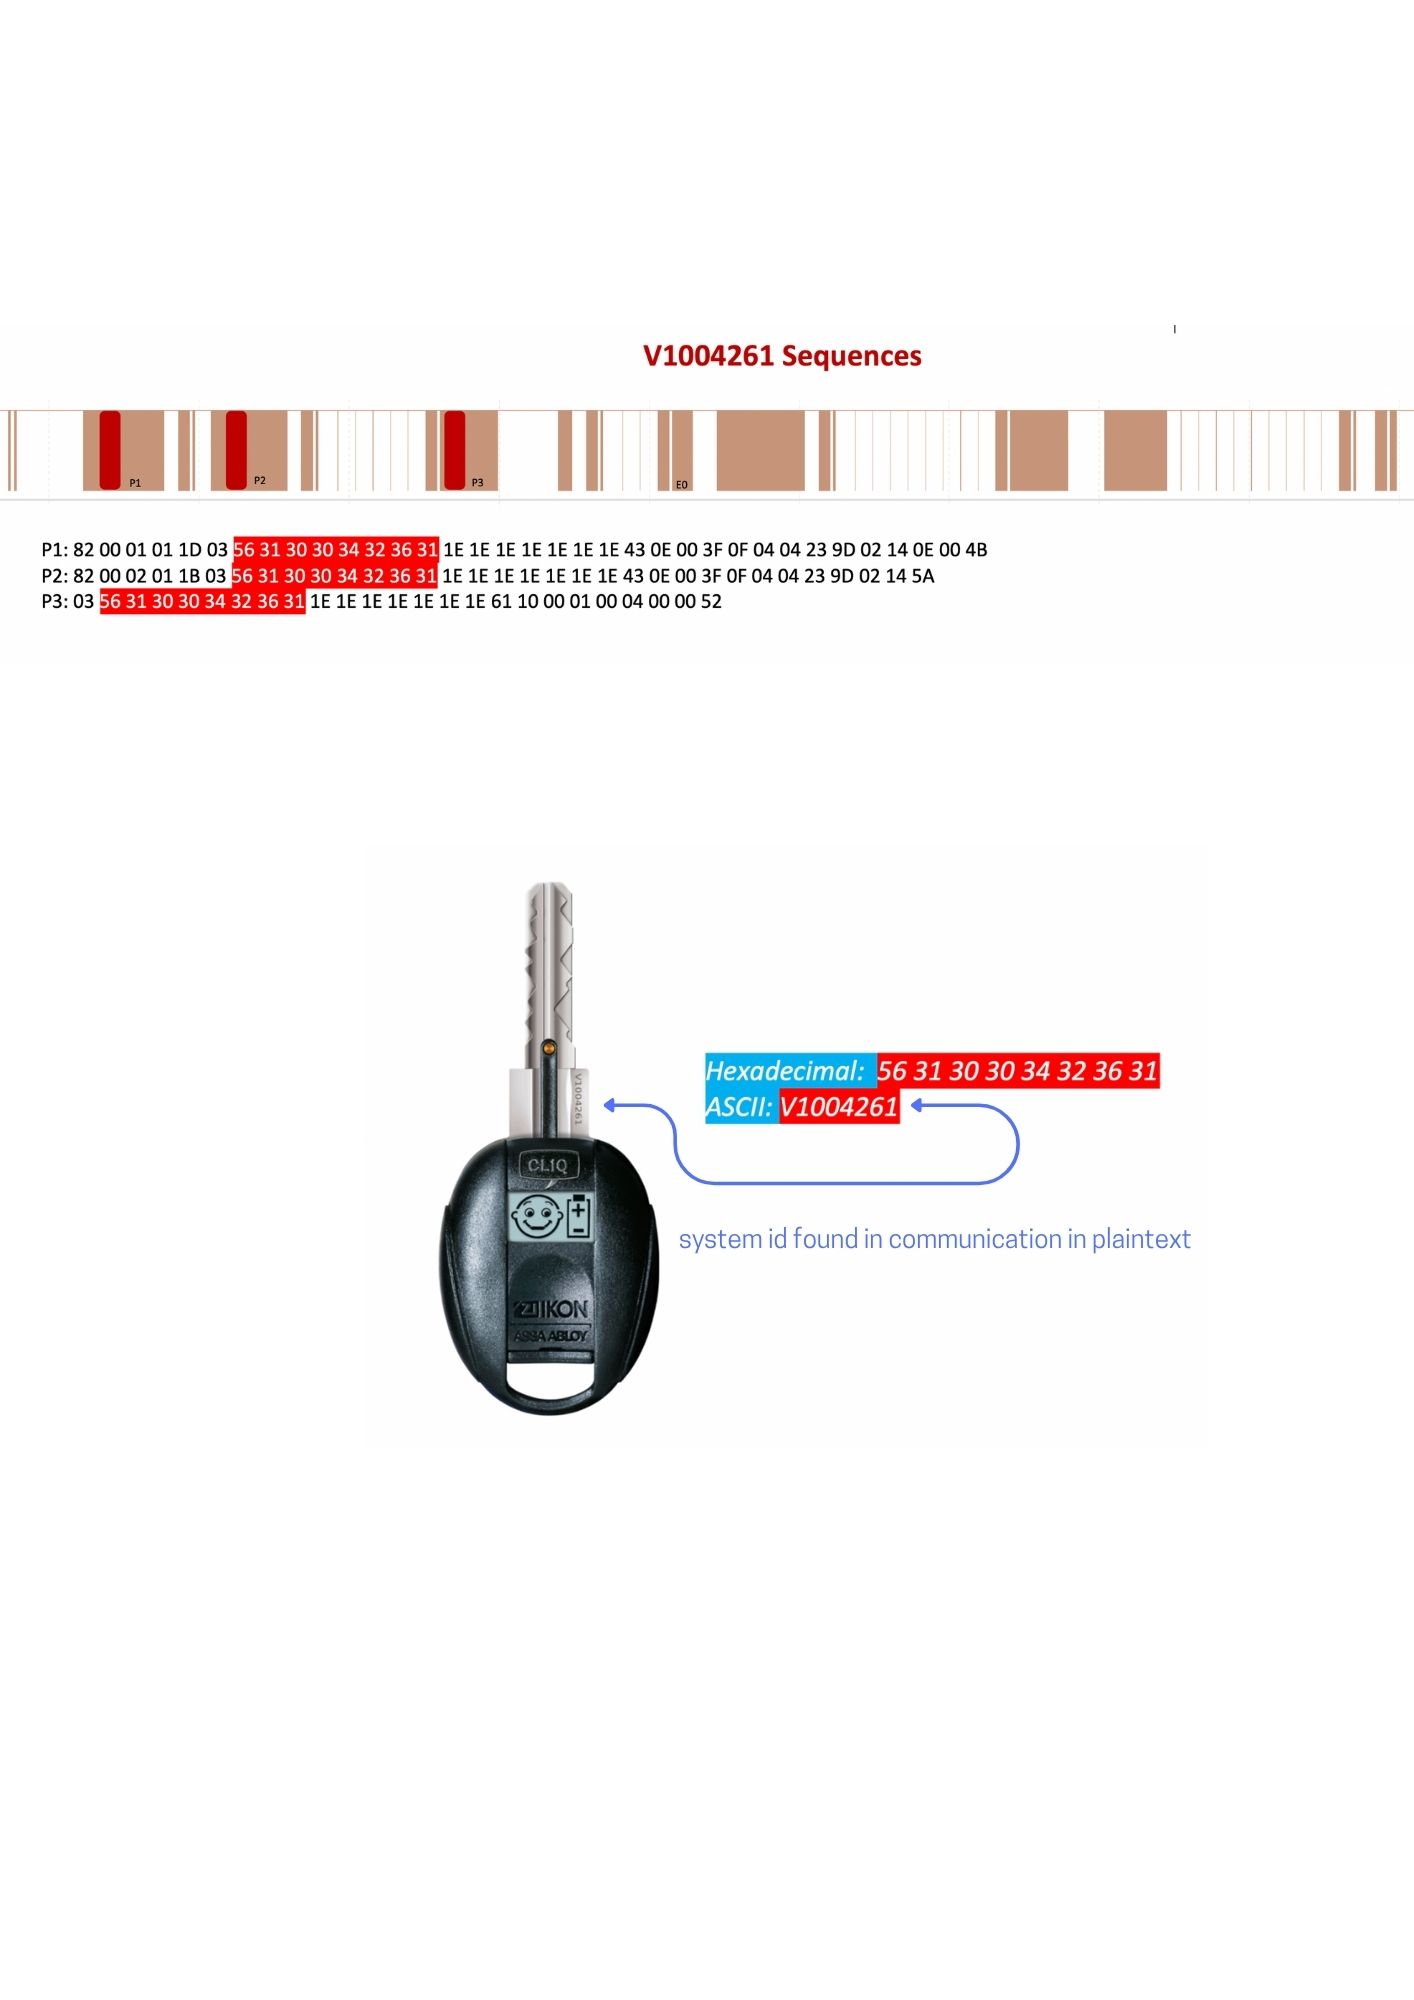 V1004261 Sequences
P1
P2
P3
E0
P1: 82 00 01 01 1D 03 56 31 30 30 34 32 36 31 1E 1E 1E 1E 1E 1E 1E 43 0E 00 3F 0F 04 04 23 9D 02 14 0E 00 4B
P2: 82 00 02 01 1B 03 56 31 30 30 34 32 36 31 1E 1E 1E 1E 1E 1E 1E 43 0E 00 3F 0F 04 04 23 9D 02 14 5A
P3: 03 56 31 30 30 34 32 36 31 1E 1E 1E 1E 1E 1E 1E 61 10 00 01 00 04 00 00 52
Hexadecimal: 56 31 30 30 34 32 36 31
ASCII: V1004261
V1004261
CL1Q
system id found in communication in plaintext
IKON
ASSA ABLOY